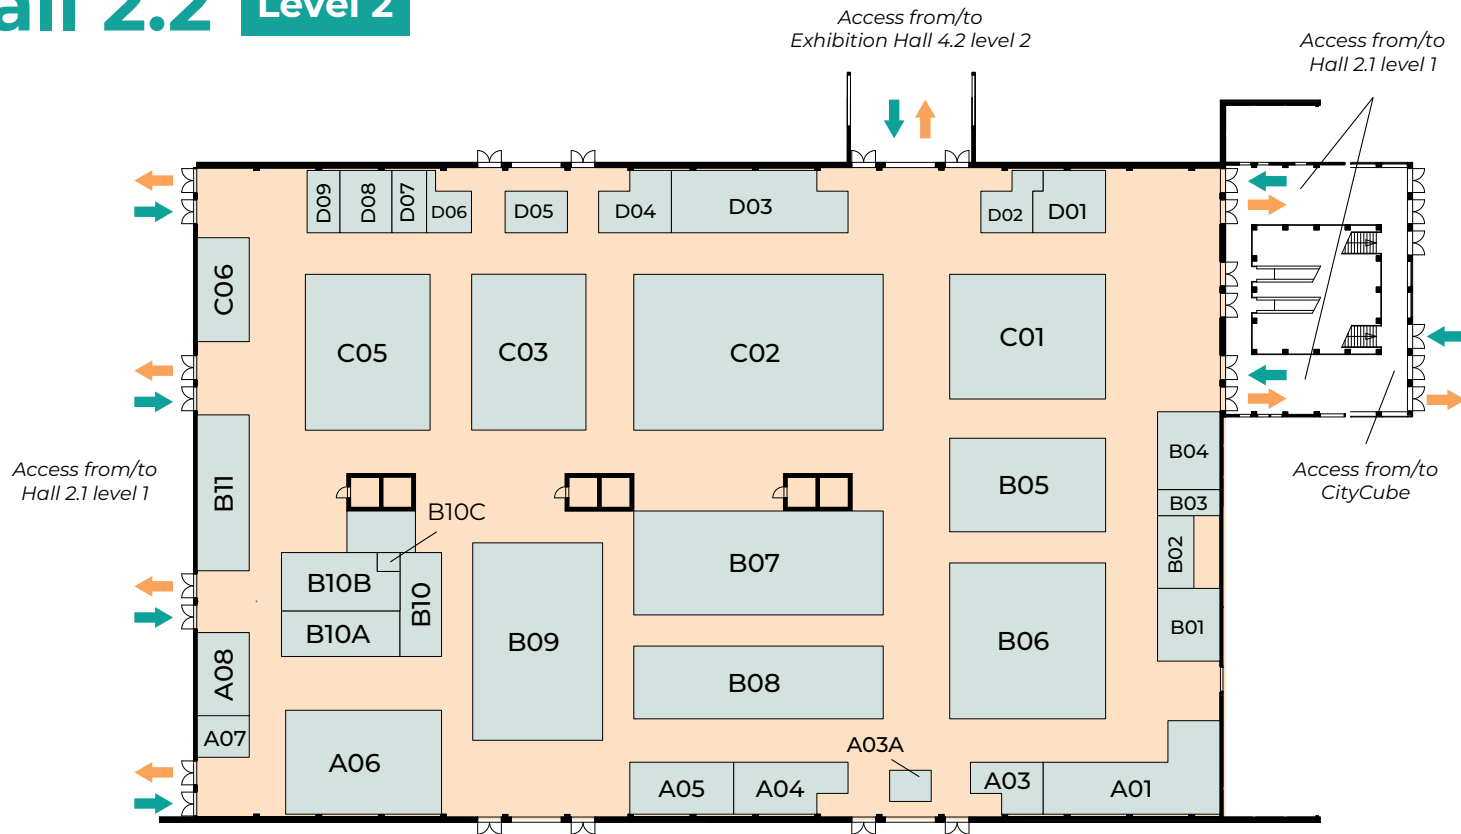 all 2.2 Level 2
Access from/to
Exhibition Hall 4.2 level 2
Access from/to
Hall 2.1 level 1
D09
D08
D07
D06
D05
D04
D03
D02
D01
C06
C05
C03
C02
C01
B04
Access from/to
Hall 2.1 level 1
B11
B05
Access from/to
CityCube
B03
B10C
B02
B10B
B10
B07
B10A
B09
B06
B01
A08
B08
A07
A06
A03A
A05
A04
A03
A01